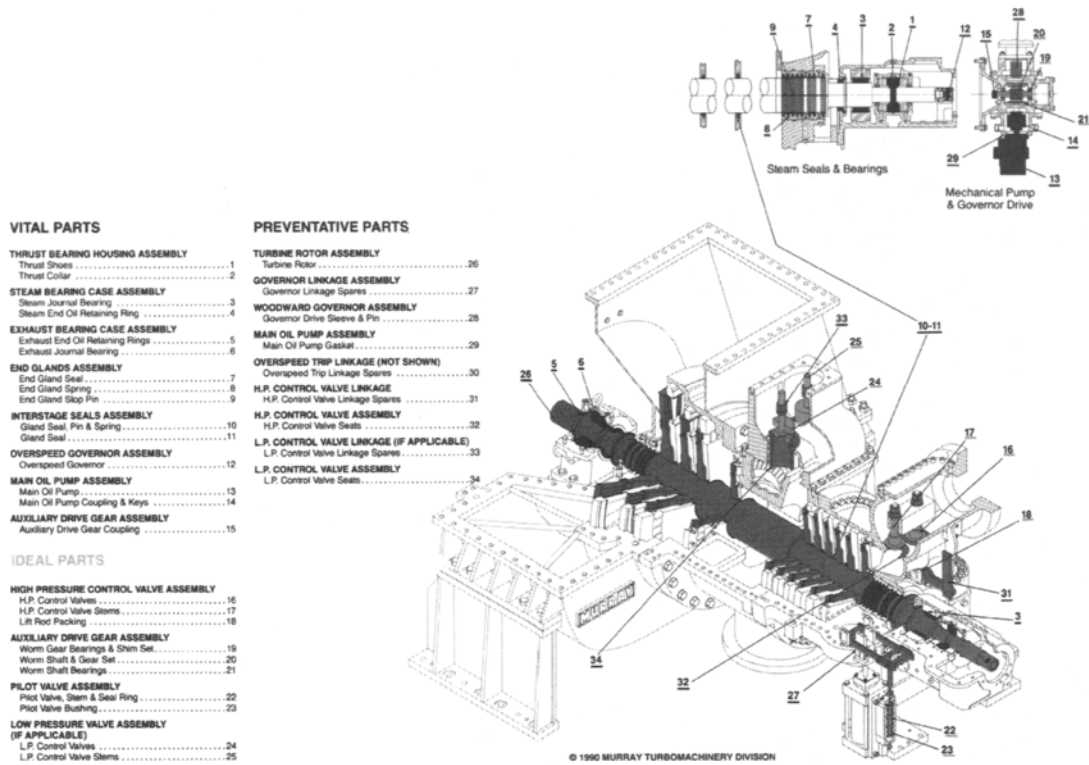 VITAL PARTS
THRUST BEARING HOUSING ASSEMBLY
Thrust Shoes ..... 1
Thrust Collar ..... 2
STEAM BEARING CASE ASSEMBLY
Steam Journal Bearing ..... 3
Steam End Oil Retaining Ring ..... 4
EXHAUST BEARING CASE ASSEMBLY
Exhaust End Oil Retaining Rings ..... 5
Exhaust Journal Bearing ..... 6
END GLANDS ASSEMBLY
End Gland Seal ..... 7
End Gland Spring ..... 8
End Gland Stop Pin ..... 9
INTERSTAGE SEALS ASSEMBLY
Gland Seal, Pin & Spring ..... 10
Gland Seal ..... 11
OVERSPEED GOVERNOR ASSEMBLY
Overspeed Governor ..... 12
MAIN OIL PUMP ASSEMBLY
Main Oil Pump ..... 13
Main Oil Pump Coupling & Keys ..... 14
AUXILIARY DRIVE GEAR ASSEMBLY
Auxiliary Drive Gear Coupling ..... 15
IDEAL PARTS
HIGH PRESSURE CONTROL VALVE ASSEMBLY
H.P. Control Valves ..... 16
H.P. Control Valve Stems ..... 17
Lift Rod Packing ..... 18
AUXILIARY DRIVE GEAR ASSEMBLY
Worm Gear Bearings & Shim Set ..... 19
Worm Shaft & Gear Set ..... 20
Worm Shaft Bearings ..... 21
PILOT VALVE ASSEMBLY
Pilot Valve, Stem & Seal Ring ..... 22
Pilot Valve Bushing ..... 23
LOW PRESSURE VALVE ASSEMBLY
(IF APPLICABLE)
L.P. Control Valves ..... 24
L.P. Control Valve Stems ..... 25
PREVENTATIVE PARTS
TURBINE ROTOR ASSEMBLY
Turbine Rotor ..... 26
GOVERNOR LINKAGE ASSEMBLY
Governor Linkage Spares ..... 27
WOODWARD GOVERNOR ASSEMBLY
Governor Drive Sleeve & Pin ..... 28
MAIN OIL PUMP ASSEMBLY
Main Oil Pump Gasket ..... 29
OVERSPEED TRIP LINKAGE (NOT SHOWN)
Overspeed Trip Linkage Spares ..... 30
H.P. CONTROL VALVE LINKAGE
H.P. Control Valve Linkage Spares ..... 31
H.P. CONTROL VALVE ASSEMBLY
H.P. Control Valve Seats ..... 32
L.P. CONTROL VALVE LINKAGE (IF APPLICABLE)
L.P. Control Valve Linkage Spares ..... 33
L.P. CONTROL VALVE ASSEMBLY
L.P. Control Valve Seats ..... 34
9 7 4 3 2 1 12
8
Steam Seals & Bearings
28
15 20
19
21
14
29
13
Mechanical Pump
& Governor Drive
10-11
33
25
24
26 5 6
17
16
18
31
3
34
32
27
22
23
MURRAY
© 1990 MURRAY TURBOMACHINERY DIVISION